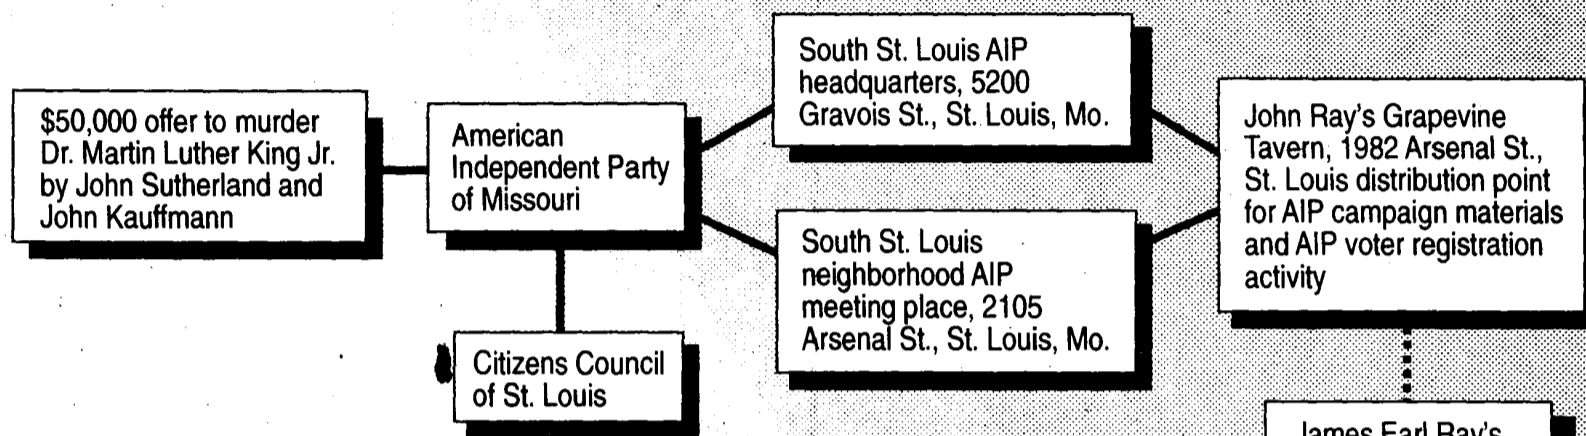 $50,000 offer to murder
Dr. Martin Luther King Jr.
by John Sutherland and
John Kauffmann
American
Independent Party
of Missouri
Citizens Council
of St. Louis
South St. Louis AIP
headquarters, 5200
Gravois St., St. Louis, Mo.
South St. Louis
neighborhood AIP
meeting place, 2105
Arsenal St., St. Louis, Mo.
John Ray's Grapevine
Tavern, 1982 Arsenal St.,
St. Louis distribution point
for AIP campaign materials
and AIP voter registration
activity
James Earl Ray's